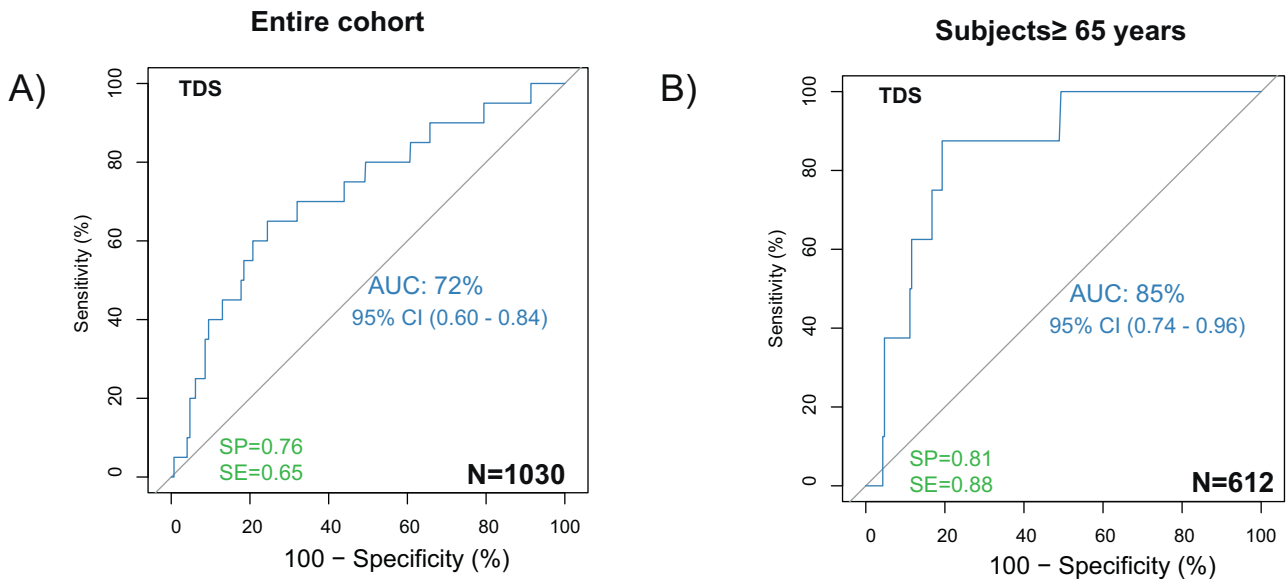 Entire cohort
A)
TDS
Sensitivity (%)
100
80
60
40
20
0
AUC: 72%
95% CI (0.60 - 0.84)
SP=0.76
SE=0.65
N=1030
0 20 40 60 80 100
100 − Specificity (%)
Subjects≥ 65 years
B)
TDS
Sensitivity (%)
100
80
60
40
20
0
AUC: 85%
95% CI (0.74 - 0.96)
SP=0.81
SE=0.88
N=612
0 20 40 60 80 100
100 − Specificity (%)